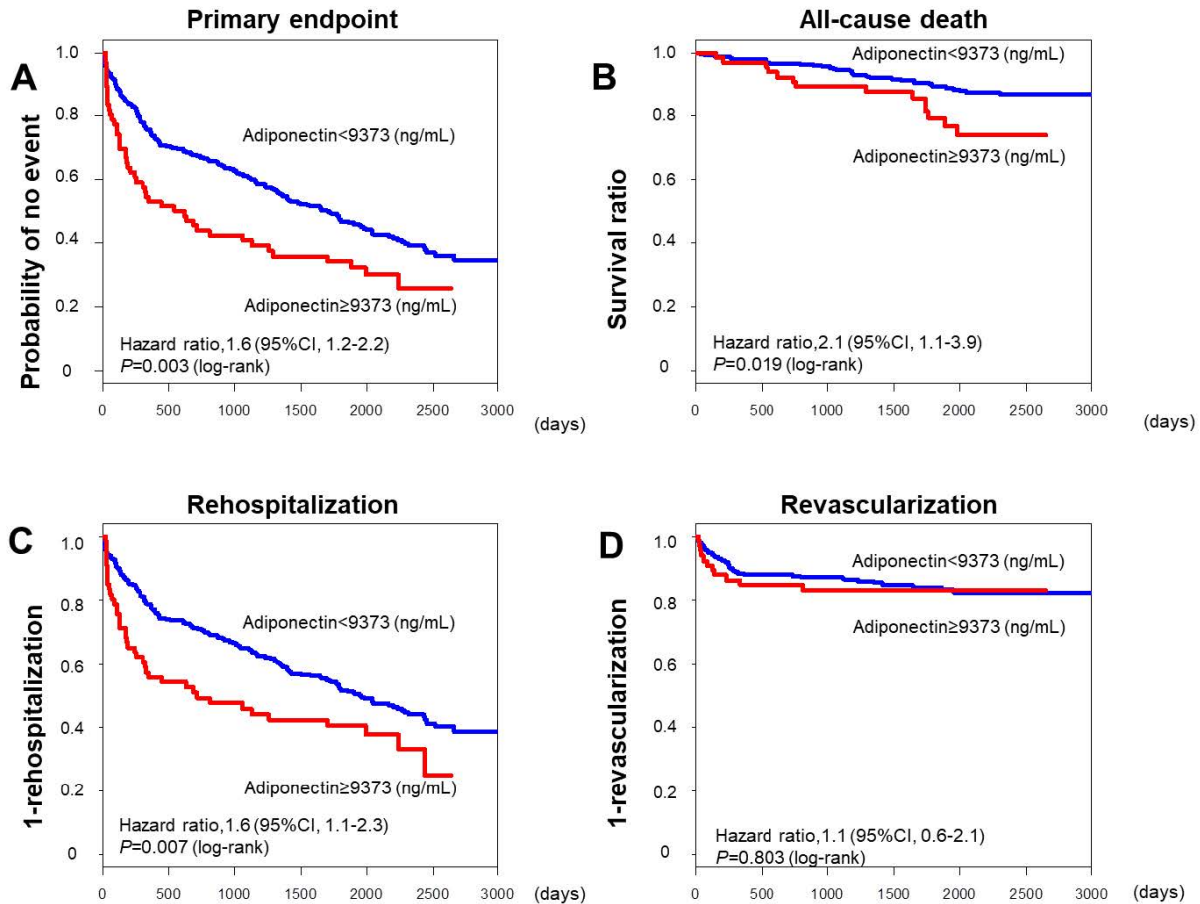 Primary endpoint
A
Probability of no event
1.0
0.8
0.6
0.4
0.2
0
Adiponectin<9373 (ng/mL)
Adiponectin≥9373 (ng/mL)
Hazard ratio,1.6 (95%CI, 1.2-2.2)
P=0.003 (log-rank)
0 500 1000 1500 2000 2500 3000
(days)
All-cause death
B
Survival ratio
1.0
0.8
0.6
0.4
0.2
0
Adiponectin<9373 (ng/mL)
Adiponectin≥9373 (ng/mL)
Hazard ratio,2.1 (95%CI, 1.1-3.9)
P=0.019 (log-rank)
0 500 1000 1500 2000 2500 3000
(days)
Rehospitalization
C
1-rehospitalization
1.0
0.8
0.6
0.4
0.2
0
Adiponectin<9373 (ng/mL)
Adiponectin≥9373 (ng/mL)
Hazard ratio,1.6 (95%CI, 1.1-2.3)
P=0.007 (log-rank)
0 500 1000 1500 2000 2500 3000
(days)
Revascularization
D
1-revascularization
1.0
0.8
0.6
0.4
0.2
0
Adiponectin<9373 (ng/mL)
Adiponectin≥9373 (ng/mL)
Hazard ratio,1.1 (95%CI, 0.6-2.1)
P=0.803 (log-rank)
0 500 1000 1500 2000 2500 3000
(days)